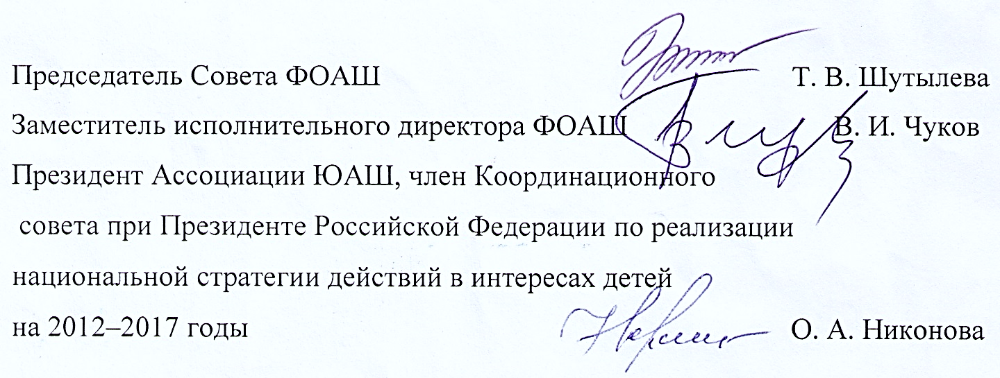 Председатель Совета ФОАШ Т. В. Шутылева
Заместитель исполнительного директора ФОАШ В. И. Чуков
Президент Ассоциации ЮАШ, член Координационного
совета при Президенте Российской Федерации по реализации
национальной стратегии действий в интересах детей
на 2012–2017 годы О. А. Никонова